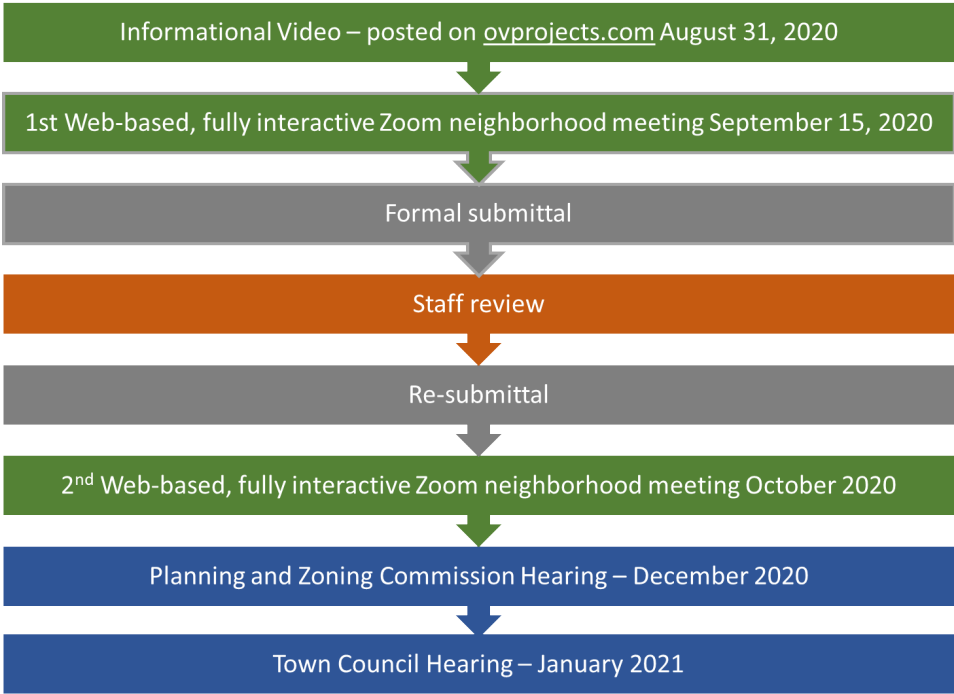 Informational Video – posted on ovprojects.com August 31, 2020
1st Web-based, fully interactive Zoom neighborhood meeting September 15, 2020
Formal submittal
Staff review
Re-submittal
2nd Web-based, fully interactive Zoom neighborhood meeting October 2020
Planning and Zoning Commission Hearing – December 2020
Town Council Hearing – January 2021